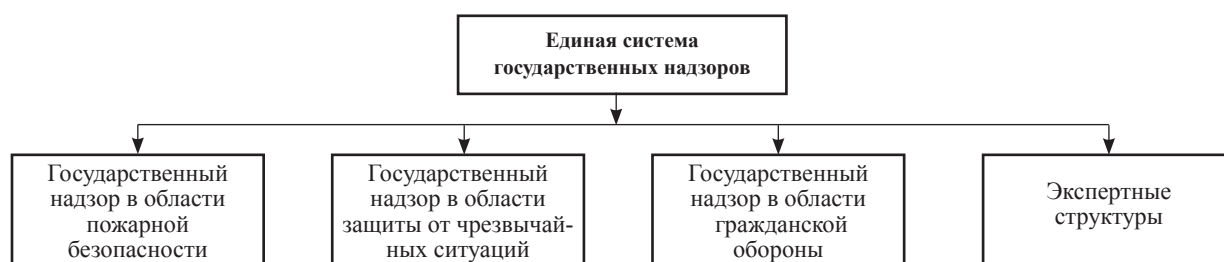 Единая система
государственных надзоров
Государственный
надзор в области
пожарной
безопасности
Государственный
надзор в области
защиты от чрезвычай-
ных ситуаций
Государственный
надзор в области
гражданской
обороны
Экспертные
структуры